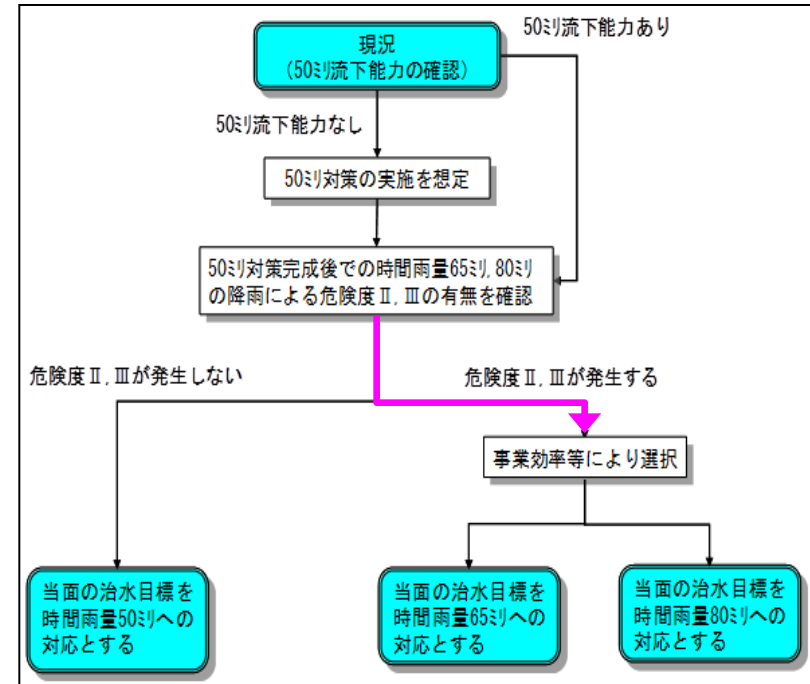 50ﾐﾘ流下能力あり
現況
(50ﾐﾘ流下能力の確認)
50ﾐﾘ流下能力なし
50ﾐﾘ対策の実施を想定
50ﾐﾘ対策完成後での時間雨量65ﾐﾘ,80ﾐﾘ
の降雨による危険度Ⅱ,Ⅲの有無を確認
危険度Ⅱ,Ⅲが発生しない
危険度Ⅱ,Ⅲが発生する
事業効率等により選択
当面の治水目標を
時間雨量50ﾐﾘへの
対応とする
当面の治水目標を
時間雨量65ﾐﾘへの
対応とする
当面の治水目標を
時間雨量80ﾐﾘへの
対応とする